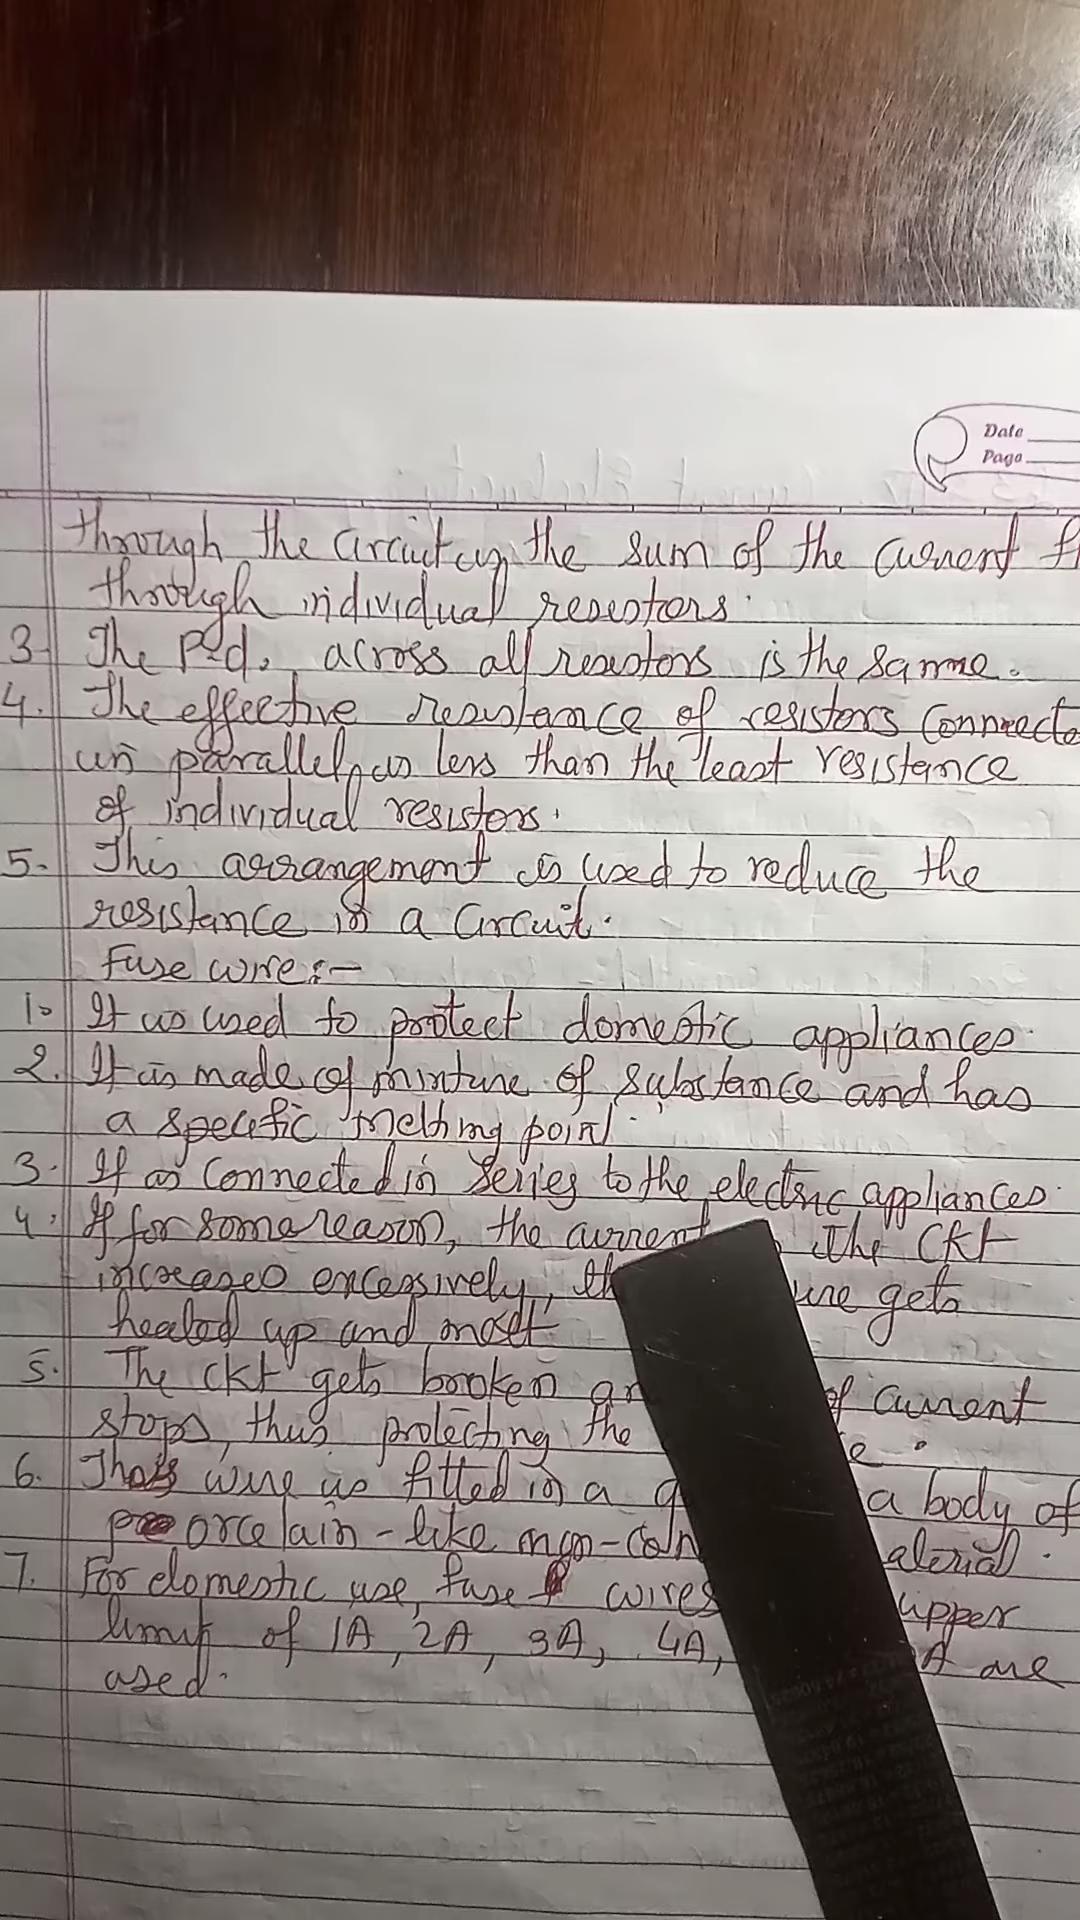 Date
Page
through the circuit is the sum of the current
through individual resistors.
3. The P.d. across all resistors is the same.
4. The effective resistance of resistors connecte
in parallel, is less than the least resistance
of individual resistors.
5. This arrangement is used to reduce the
resistance of a circuit.
Fuse wire:-
1. It is used to protect domestic appliances.
2. It is made of mixture of substance and has
a specific melting point.
3. It is connected in series to the electric appliances.
4. If for some reason, the current the ckt
increased excessively, gets
heated up and melt
5. The ckt gets broken of current
stops, thus protecting the
6. This wire is fitted in a a body of
porcelain-like non-con
7. For domestic use, fuse wires upper
limit of 1A, 2A, 3A, 4A, A are
used.